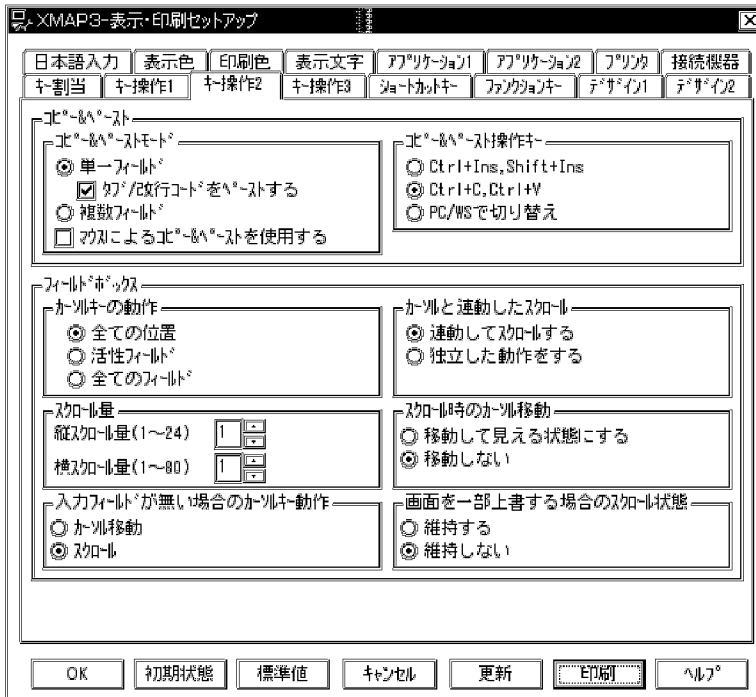 XMAP3-表示・印刷セットアップ
日本語入力 表示色 印刷色 表示文字 ｱﾌﾟﾘｹｰｼｮﾝ1 ｱﾌﾟﾘｹｰｼｮﾝ2 ﾌﾟﾘﾝﾀ 接続機器
ｷｰ割当 ｷｰ操作1 ｷｰ操作2 ｷｰ操作3 ｼｮｰﾄｶｯﾄｷｰ ﾌｧﾝｸｼｮﾝｷｰ ﾃﾞｻﾞｲﾝ1 ﾃﾞｻﾞｲﾝ2
ｺﾋﾟｰ&ﾍﾟｰｽﾄ
ｺﾋﾟｰ&ﾍﾟｰｽﾄﾓｰﾄﾞ
単一ﾌｨｰﾙﾄﾞ
ﾀﾌﾞ/改行ｺｰﾄﾞをﾍﾟｰｽﾄする
複数ﾌｨｰﾙﾄﾞ
ﾏｳｽによるｺﾋﾟｰ&ﾍﾟｰｽﾄを使用する
ｺﾋﾟｰ&ﾍﾟｰｽﾄ操作ｷｰ
Ctrl+Ins,Shift+Ins
Ctrl+C,Ctrl+V
PC/WSで切り替え
ﾌｨｰﾙﾄﾞﾎﾞｯｸｽ
ｶｰｿﾙｷｰの動作
全ての位置
活性ﾌｨｰﾙﾄﾞ
全てのﾌｨｰﾙﾄﾞ
ｶｰｿﾙと連動したｽｸﾛｰﾙ
連動してｽｸﾛｰﾙする
独立した動作をする
ｽｸﾛｰﾙ量
縦ｽｸﾛｰﾙ量(1～24) 1
横ｽｸﾛｰﾙ量(1～80) 1
ｽｸﾛｰﾙ時のｶｰｿﾙ移動
移動して見える状態にする
移動しない
入力ﾌｨｰﾙﾄﾞが無い場合のｶｰｿﾙｷｰ動作
ｶｰｿﾙ移動
ｽｸﾛｰﾙ
画面を一部上書する場合のｽｸﾛｰﾙ状態
維持する
維持しない
OK 初期状態 標準値 ｷｬﾝｾﾙ 更新 印刷 ﾍﾙﾌﾟ